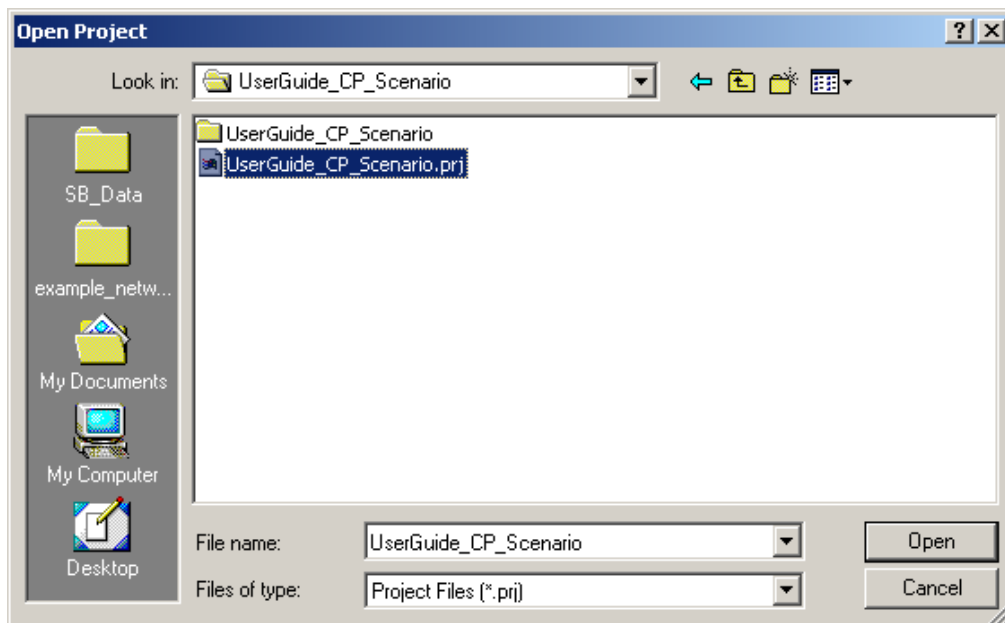 Open Project
Look in: UserGuide_CP_Scenario
UserGuide_CP_Scenario
UserGuide_CP_Scenario.prj
SB_Data
example_netw...
My Documents
My Computer
Desktop
File name: UserGuide_CP_Scenario Open
Files of type: Project Files (*.prj) Cancel